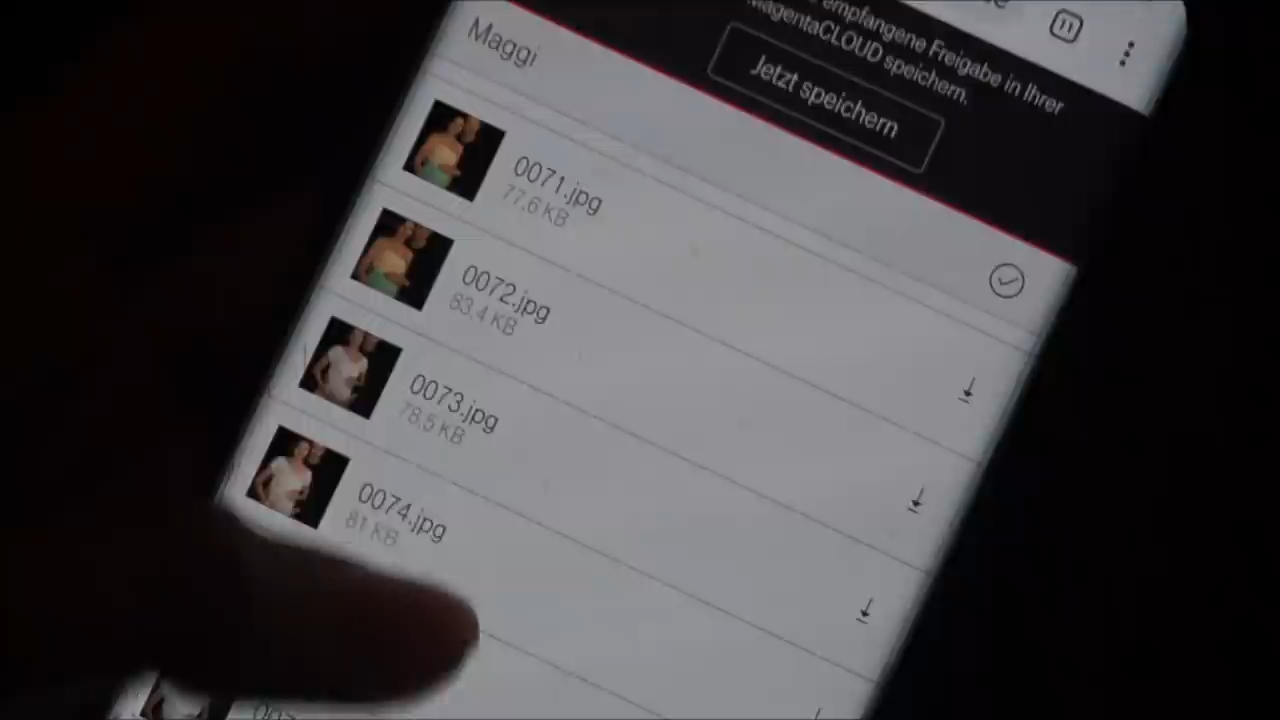 11
empfangene Freigabe in Ihrer
MagentaCLOUD speichern.
Jetzt speichern
Maggi
0071.jpg
77,6 KB
0072.jpg
83,4 KB
0073.jpg
78,5 KB
0074.jpg
81 KB